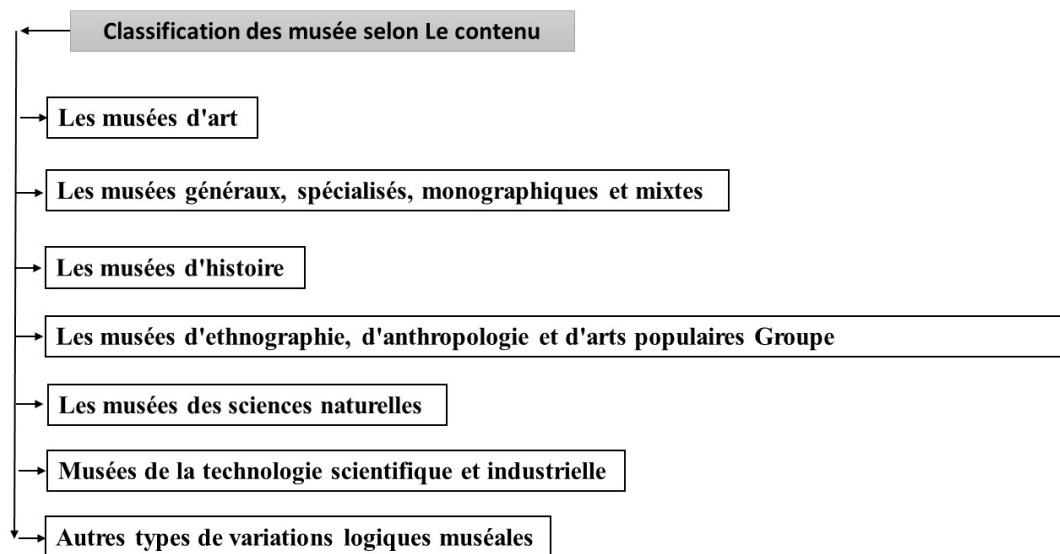 Classification des musée selon Le contenu
Les musées d'art
Les musées généraux, spécialisés, monographiques et mixtes
Les musées d'histoire
Les musées d'ethnographie, d'anthropologie et d'arts populaires Groupe
Les musées des sciences naturelles
Musées de la technologie scientifique et industrielle
Autres types de variations logiques muséales